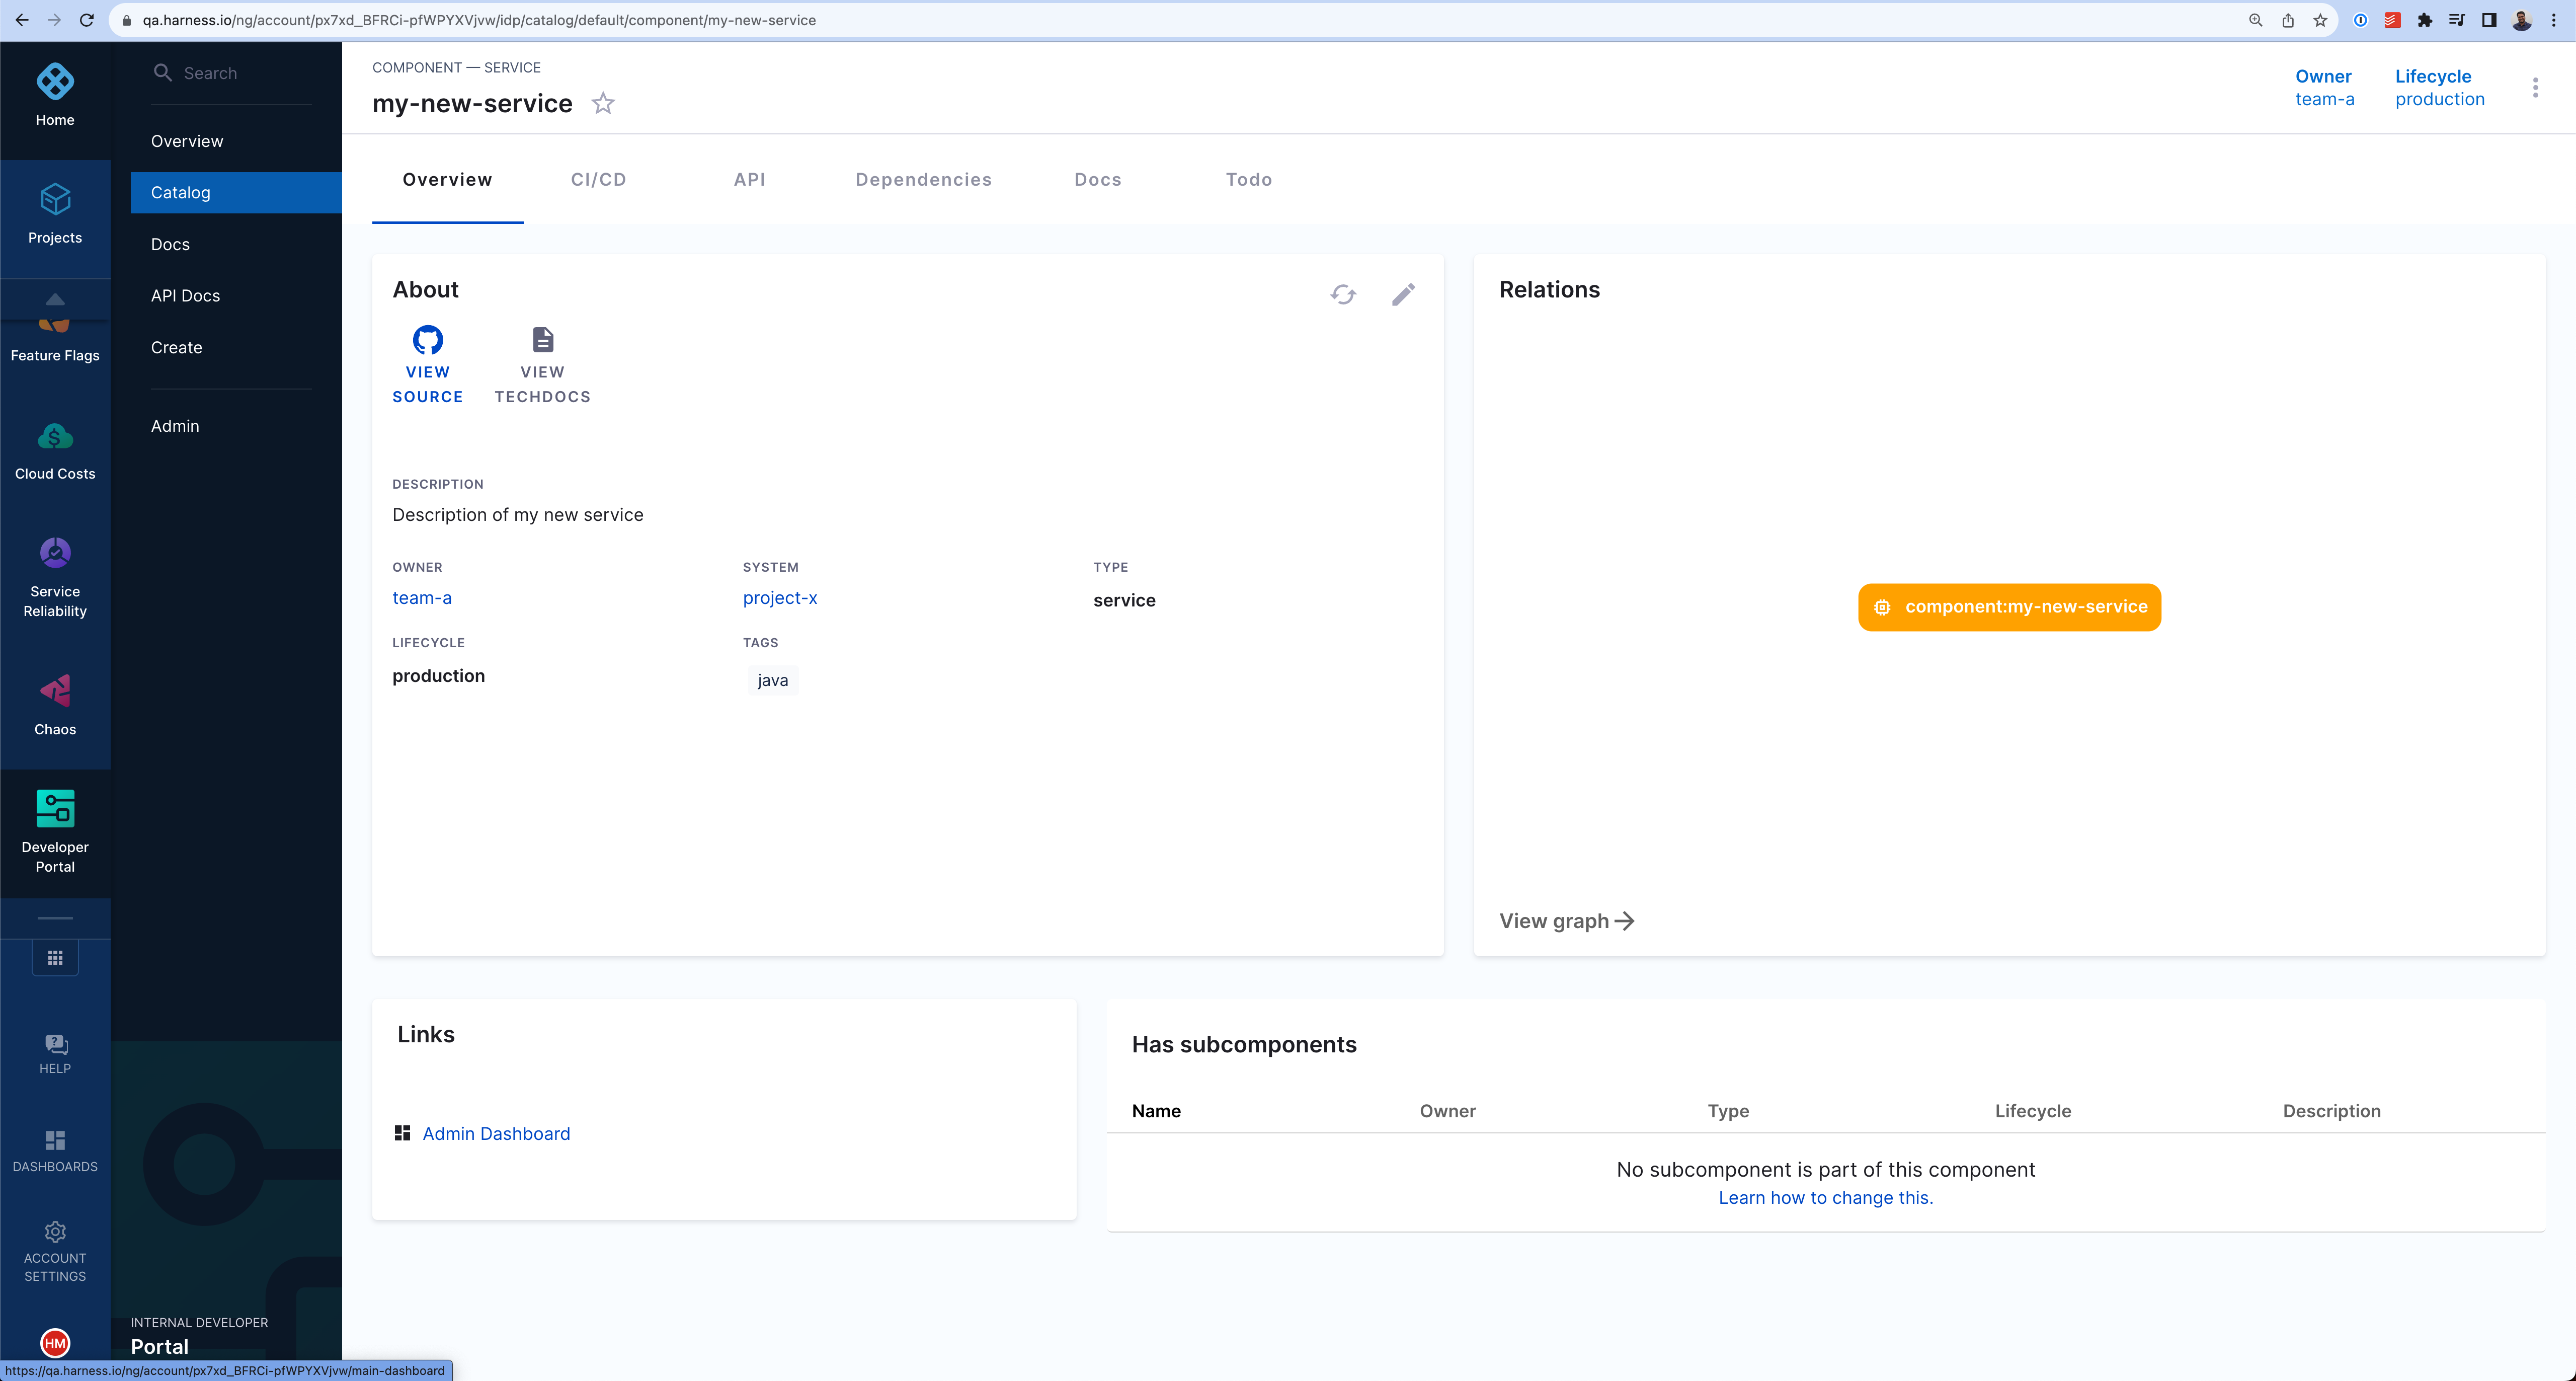 qa.harness.io/ng/account/px7xd_BFRCi-pfWPYXVjvw/idp/catalog/default/component/my-new-service
Home
Projects
Feature Flags
Cloud Costs
Service
Reliability
Chaos
Developer
Portal
HELP
DASHBOARDS
ACCOUNT
SETTINGS
HM
Search
Overview
Catalog
Docs
API Docs
Create
Admin
INTERNAL DEVELOPER
Portal
https://qa.harness.io/ng/account/px7xd_BFRCi-pfWPYXVjvw/main-dashboard
COMPONENT — SERVICE
my-new-service
Owner
team-a
Lifecycle
production
Overview CI/CD API Dependencies Docs Todo
About
VIEW
SOURCE
VIEW
TECHDOCS
DESCRIPTION
Description of my new service
OWNER
team-a
SYSTEM
project-x
TYPE
service
LIFECYCLE
production
TAGS
java
Relations
component:my-new-service
View graph
Links
Admin Dashboard
Has subcomponents
Name Owner Type Lifecycle Description
No subcomponent is part of this component
Learn how to change this.